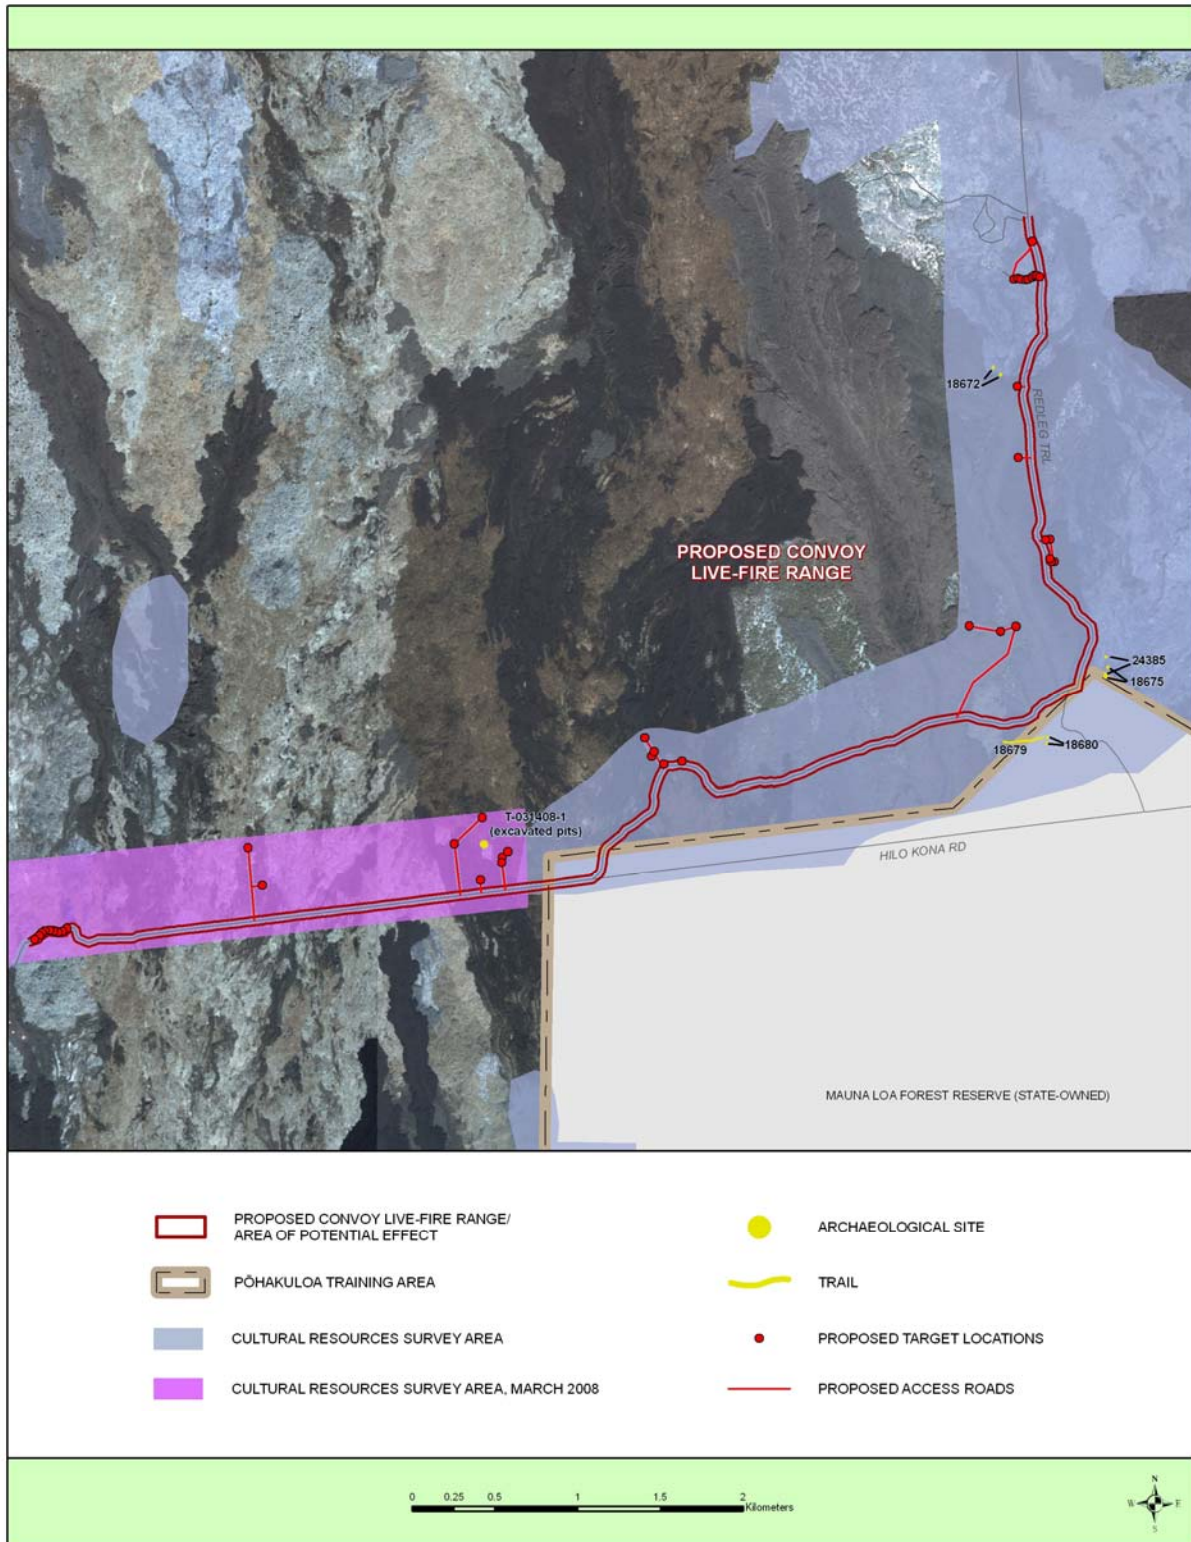 18672
REDLEG TRL
PROPOSED CONVOY
LIVE-FIRE RANGE
24385
18675
18679
18680
T-031408-1
(excavated pits)
HILO KONA RD
MAUNA LOA FOREST RESERVE (STATE-OWNED)
PROPOSED CONVOY LIVE-FIRE RANGE/
AREA OF POTENTIAL EFFECT
ARCHAEOLOGICAL SITE
PŌHAKULOA TRAINING AREA
TRAIL
CULTURAL RESOURCES SURVEY AREA
PROPOSED TARGET LOCATIONS
CULTURAL RESOURCES SURVEY AREA, MARCH 2008
PROPOSED ACCESS ROADS
0 0.25 0.5 1 1.5 2
Kilometers
N
W E
S